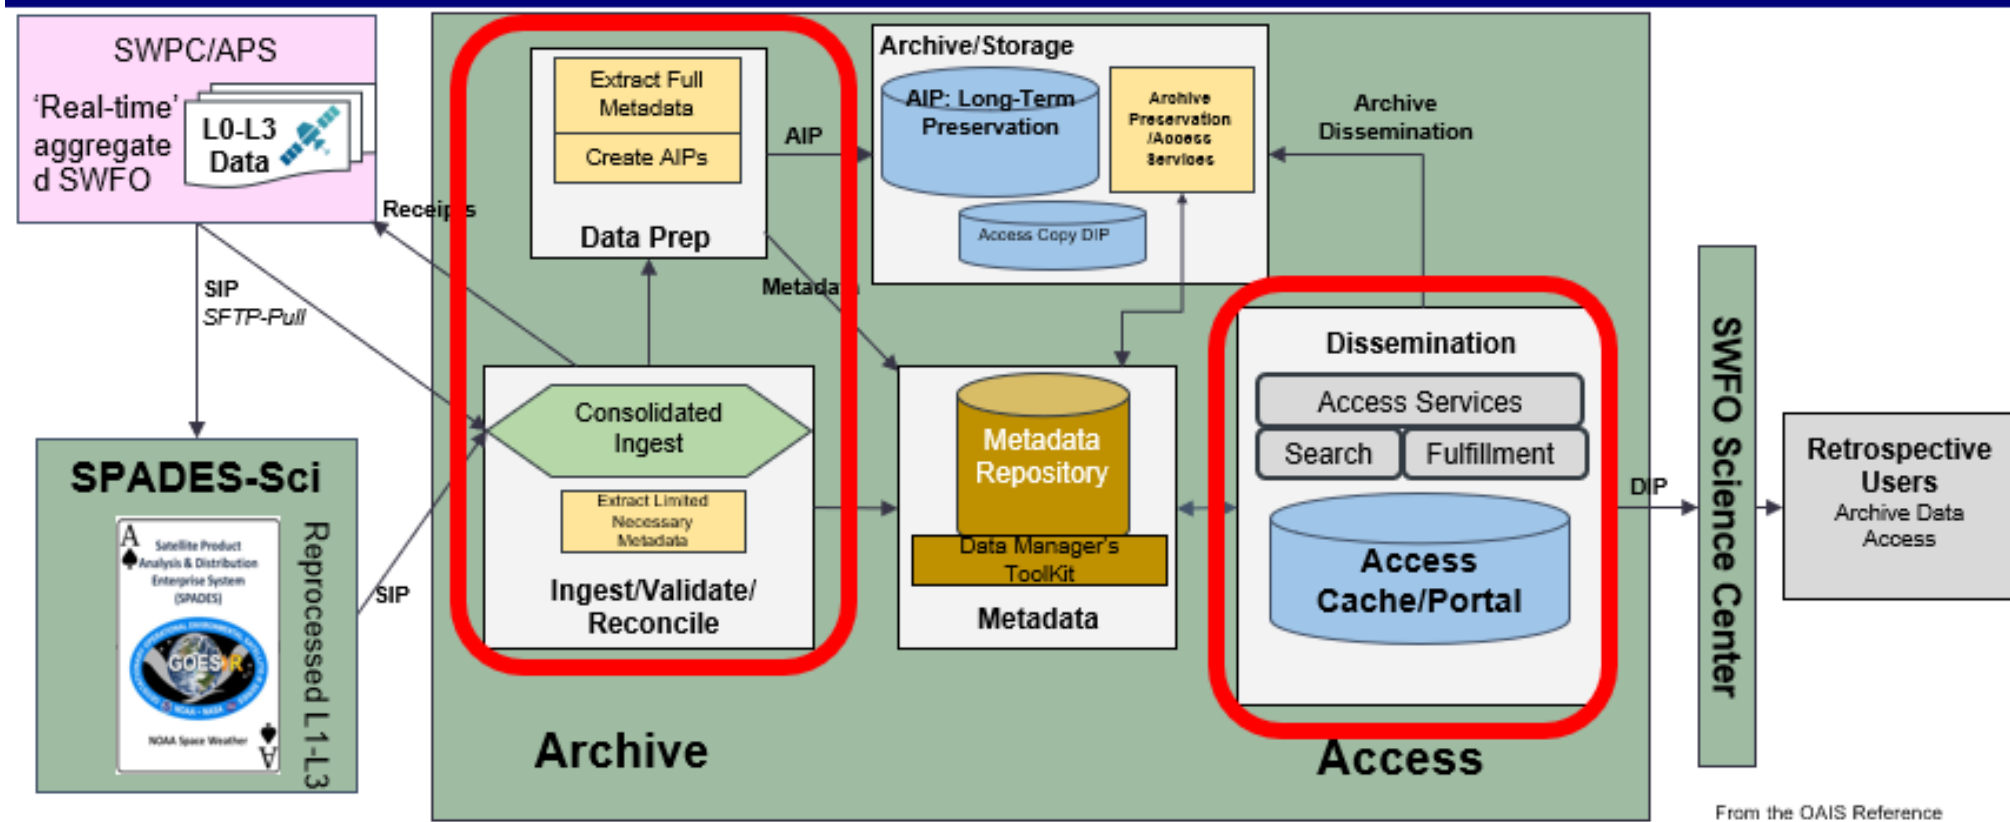 SWPC/APS
‘Real-time’
aggregate
d SWFO
L0-L3
Data
Receipts
SIP
SFTP-Pull
SPADES-Sci
A
Satellite Product
Analysis & Distribution
Enterprise System
(SPADES)
GOES R
NOAA Space Weather
A
Reprocessed L1-L3
SIP
Extract Full
Metadata
Create AIPs
Data Prep
AIP
Metadata
Consolidated
Ingest
Extract Limited
Necessary
Metadata
Ingest/Validate/
Reconcile
Archive
Archive/Storage
AIP: Long-Term
Preservation
Archive
Preservation
/Access
Services
Access Copy DIP
Archive
Dissemination
Metadata
Repository
Data Manager's
ToolKit
Metadata
Dissemination
Access Services
Search
Fulfillment
Access
Cache/Portal
Access
DIP
SWFO Science Center
Retrospective
Users
Archive Data
Access
From the OAIS Reference